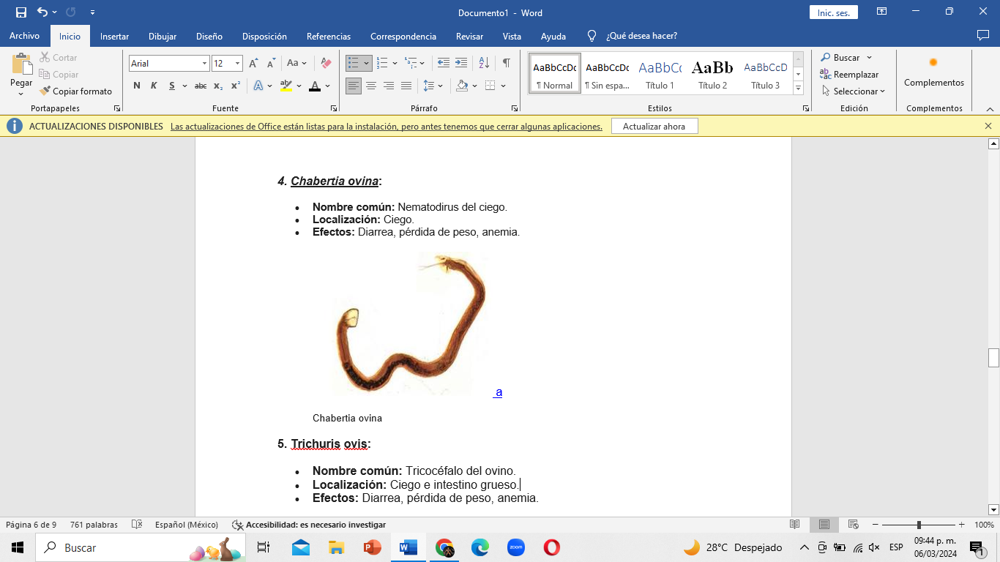 Documento1 - Word
Inic. ses.
Archivo Inicio Insertar Dibujar Diseño Disposición Referencias Correspondencia Revisar Vista Ayuda ¿Qué desea hacer?
Pegar
Cortar
Copiar
Copiar formato
Portapapeles
Arial 12 A A Aa A
N K S abc x₂ x² A ab A
Fuente
A Z ¶
Párrafo
AaBbCcDc AaBbCcDc AaBbCc AaBb AaBbCcD
¶ Normal ¶ Sin espa... Título 1 Título 2 Título 3
Estilos
Buscar
Reemplazar
Seleccionar
Edición
Complementos
Complementos
ACTUALIZACIONES DISPONIBLES Las actualizaciones de Office están listas para la instalación, pero antes tenemos que cerrar algunas aplicaciones. Actualizar ahora
4. Chabertia ovina:
• Nombre común: Nematodirus del ciego.
• Localización: Ciego.
• Efectos: Diarrea, pérdida de peso, anemia.
a
Chabertia ovina
5. Trichuris ovis:
• Nombre común: Tricocéfalo del ovino.
• Localización: Ciego e intestino grueso.
• Efectos: Diarrea, pérdida de peso, anemia.
Página 6 de 9 761 palabras Español (México) Accesibilidad: es necesario investigar 100%
Buscar
zoom
28°C Despejado
ESP
09:44 p. m.
06/03/2024
1